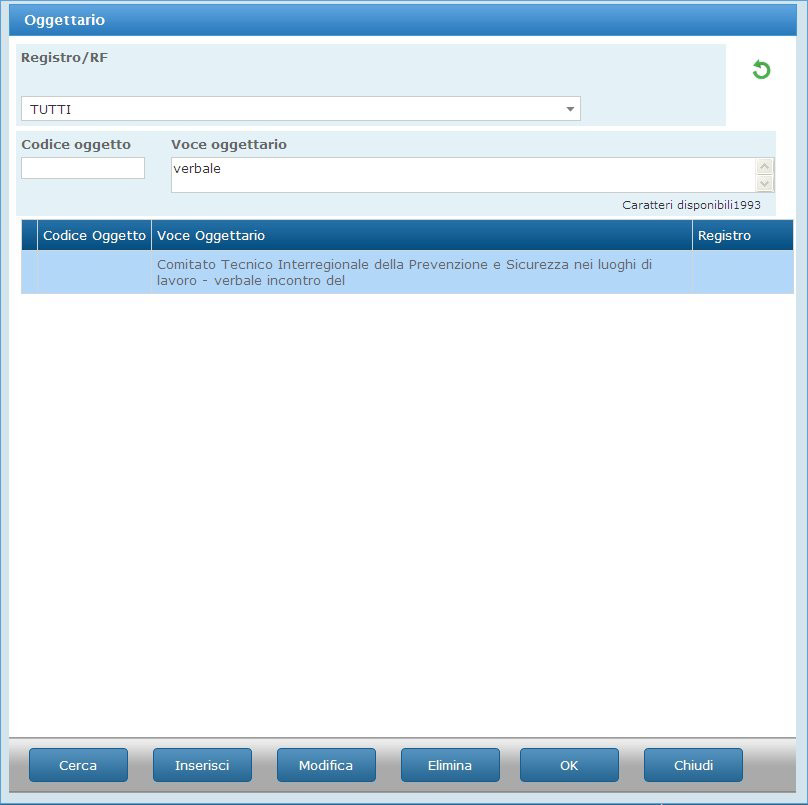 Oggettario
Registro/RF
TUTTI
Codice oggetto Voce oggettario
verbale
Caratteri disponibili1993
Codice Oggetto Voce Oggettario Registro
Comitato Tecnico Interregionale della Prevenzione e Sicurezza nei luoghi di
lavoro - verbale incontro del
Cerca Inserisci Modifica Elimina OK Chiudi